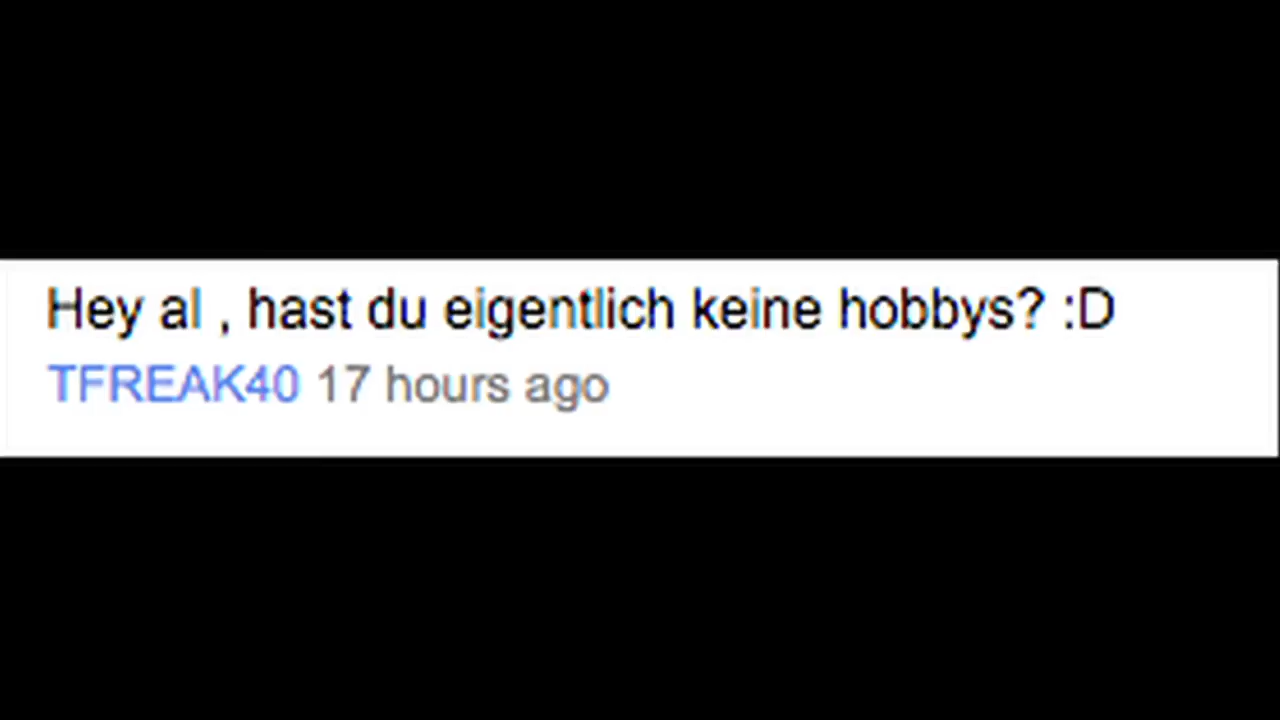 Hey al , hast du eigentlich keine hobbys? :D
TFREAK40 17 hours ago